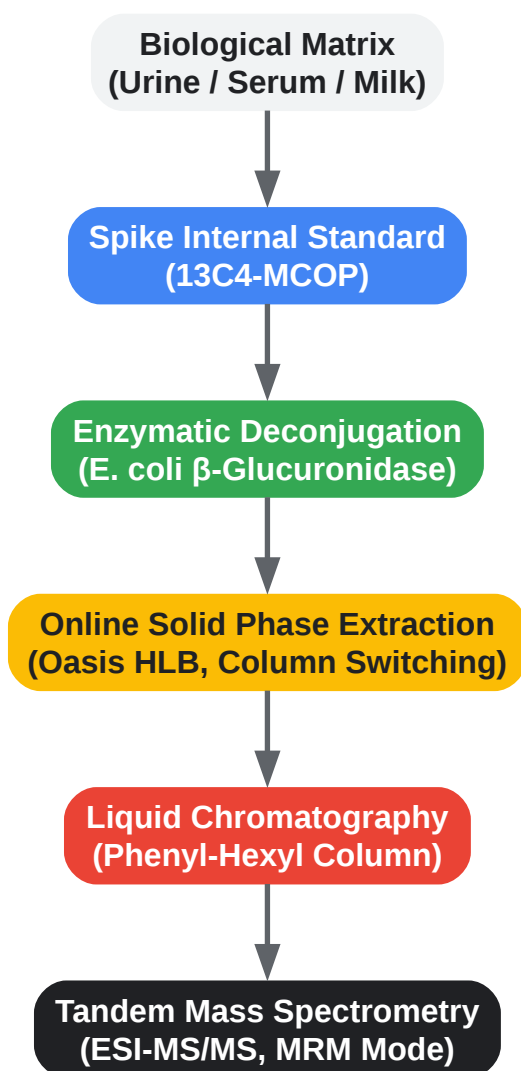 Biological Matrix
(Urine / Serum / Milk)
Spike Internal Standard
(13C4-MCOP)
Enzymatic Deconjugation
(E. coli β-Glucuronidase)
Online Solid Phase Extraction
(Oasis HLB, Column Switching)
Liquid Chromatography
(Phenyl-Hexyl Column)
Tandem Mass Spectrometry
(ESI-MS/MS, MRM Mode)